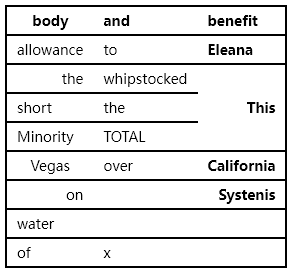 body and benefit
allowance to Eleana
the whipstocked
short the This
Minority TOTAL
Vegas over California
on Systenis
water
of x